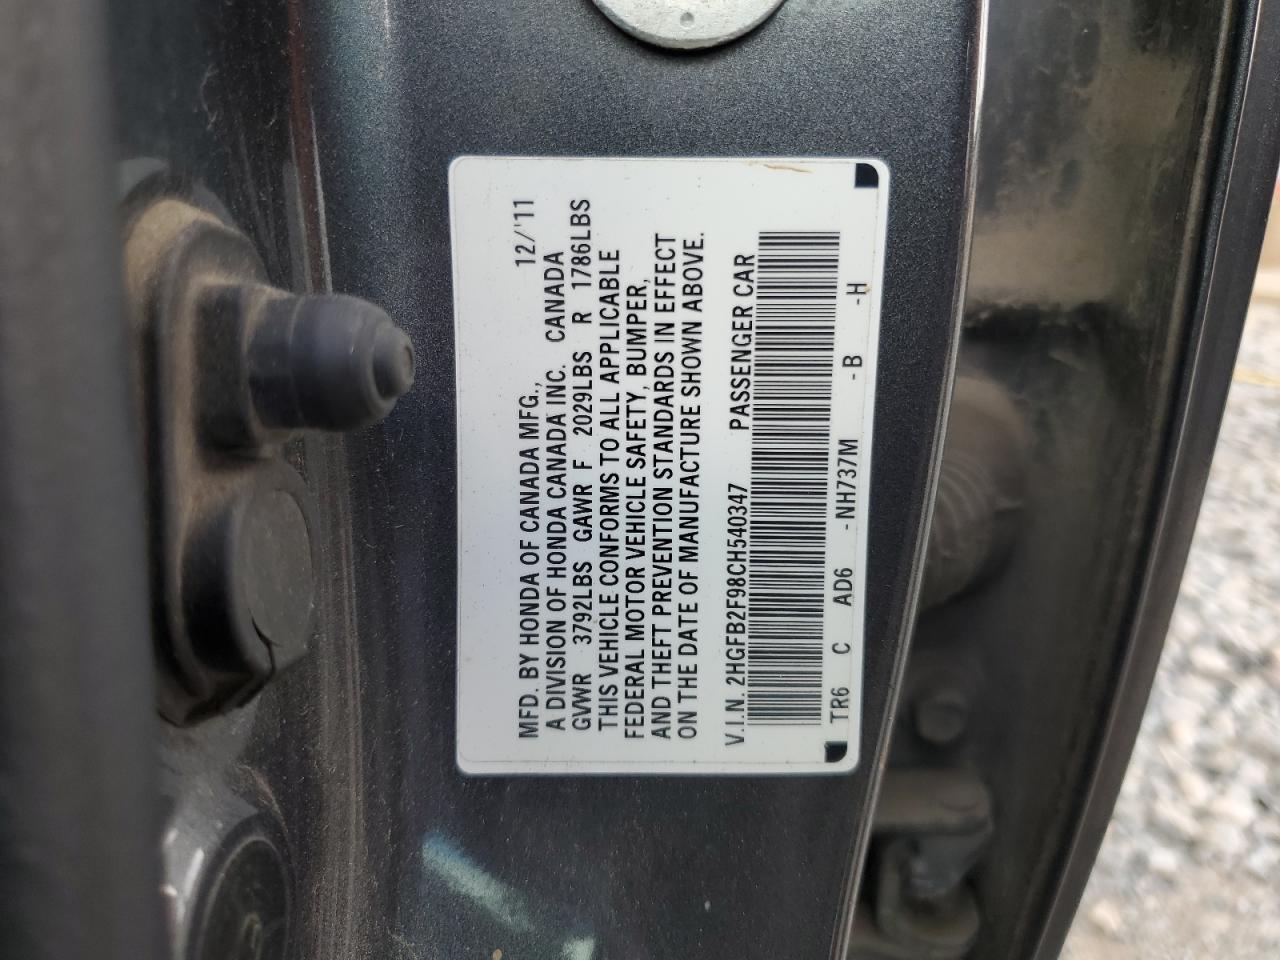 MFD. BY HONDA OF CANADA MFG., 12/'11
A DIVISION OF HONDA CANADA INC. CANADA
GVWR 3792LBS GAWR F 2029LBS R 1786LBS
THIS VEHICLE CONFORMS TO ALL APPLICABLE
FEDERAL MOTOR VEHICLE SAFETY, BUMPER,
AND THEFT PREVENTION STANDARDS IN EFFECT
ON THE DATE OF MANUFACTURE SHOWN ABOVE.
V.I.N. 2HGFB2F98CH540347 PASSENGER CAR
TR6 C AD6 -NH737M -B -H